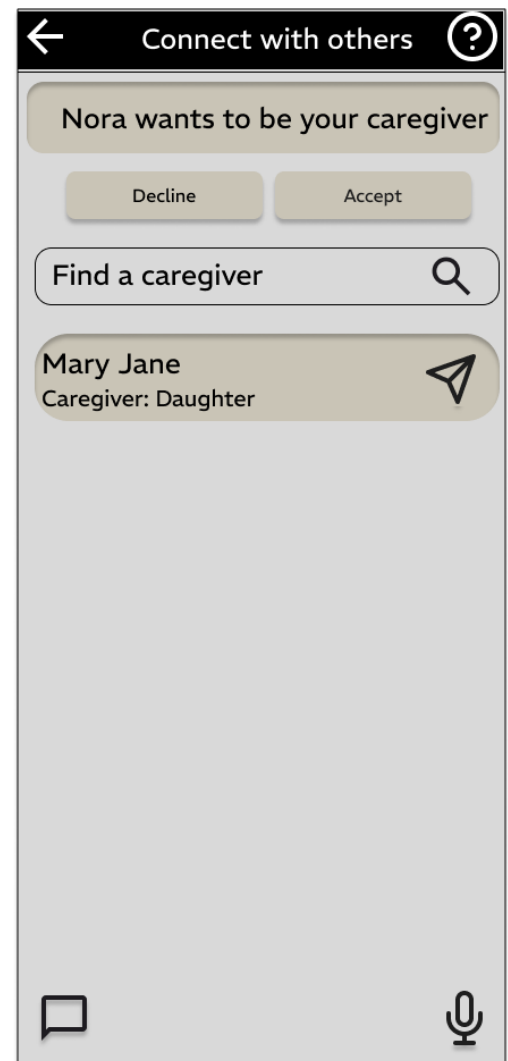 Connect with others
Nora wants to be your caregiver
Decline Accept
Find a caregiver
Mary Jane
Caregiver: Daughter